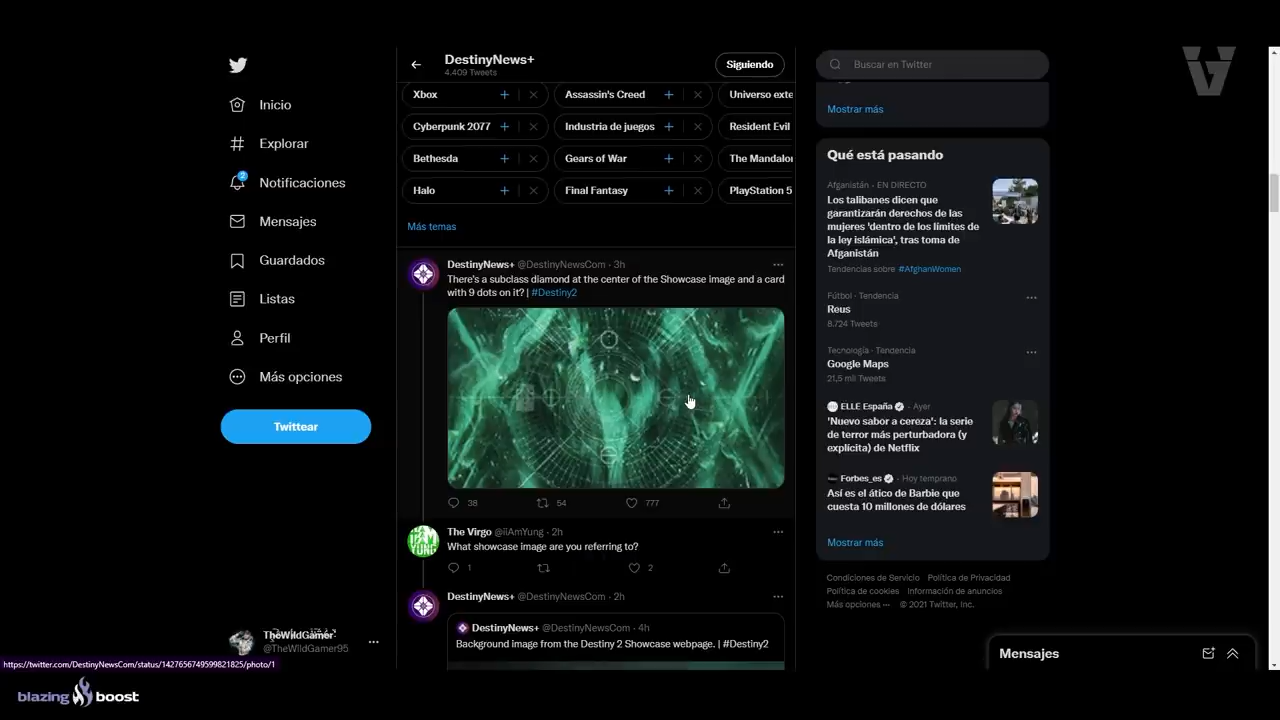 DestinyNews+
4.409 Tweets
Siguiendo
Buscar en Twitter
Inicio
Explorar
2
Notificaciones
Mensajes
Guardados
Listas
Perfil
Más opciones
Twittear
TheWildGamer
@TheWildGamer95
Xbox
Assassin's Creed
Universo exte
Cyberpunk 2077
Industria de juegos
Resident Evil
Bethesda
Gears of War
The Mandalo
Halo
Final Fantasy
PlayStation 5
Más temas
DestinyNews+ @DestinyNewsCom · 3h
There's a subclass diamond at the center of the Showcase image and a card
with 9 dots on it? | #Destiny2
38
54
777
The Virgo @iiAmYung · 2h
What showcase image are you referring to?
1
2
DestinyNews+ @DestinyNewsCom · 2h
DestinyNews+ @DestinyNewsCom · 4h
Background image from the Destiny 2 Showcase webpage. | #Destiny2
Mostrar más
Qué está pasando
Afganistán · EN DIRECTO
Los talibanes dicen que
garantizarán derechos de las
mujeres 'dentro de los límites de
la ley islámica', tras toma de
Afganistán
Tendencias sobre #AfghanWomen
Fútbol · Tendencia
Reus
8.724 Tweets
Tecnología · Tendencia
Google Maps
21,5 mil Tweets
ELLE España · Ayer
'Nuevo sabor a cereza': la serie
de terror más perturbadora (y
explícita) de Netflix
Forbes_es · Hoy temprano
Así es el ático de Barbie que
cuesta 10 millones de dólares
Mostrar más
Condiciones de Servicio Política de Privacidad
Política de cookies Información de anuncios
Más opciones ··· © 2021 Twitter, Inc.
Mensajes
https://twitter.com/DestinyNewsCom/status/1427656749599821825/photo/1
blazing boost